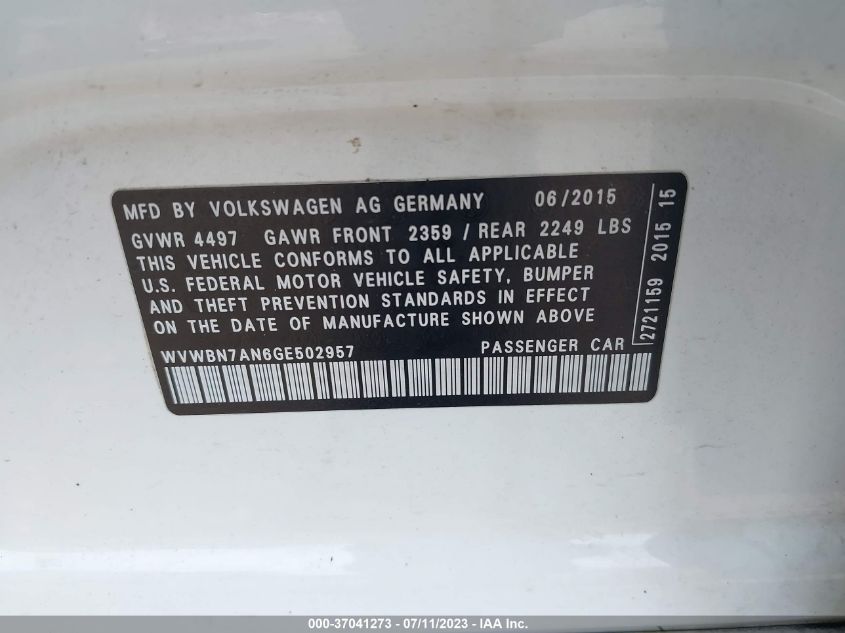 MFD BY VOLKSWAGEN AG GERMANY 06/2015
GVWR 4497 GAWR FRONT 2359 / REAR 2249 LBS
THIS VEHICLE CONFORMS TO ALL APPLICABLE
U.S. FEDERAL MOTOR VEHICLE SAFETY, BUMPER
AND THEFT PREVENTION STANDARDS IN EFFECT
ON THE DATE OF MANUFACTURE SHOWN ABOVE
WVWBN7AN6GE502957 PASSENGER CAR
2721159 2015 15
000-37041273 - 07/11/2023 - IAA Inc.